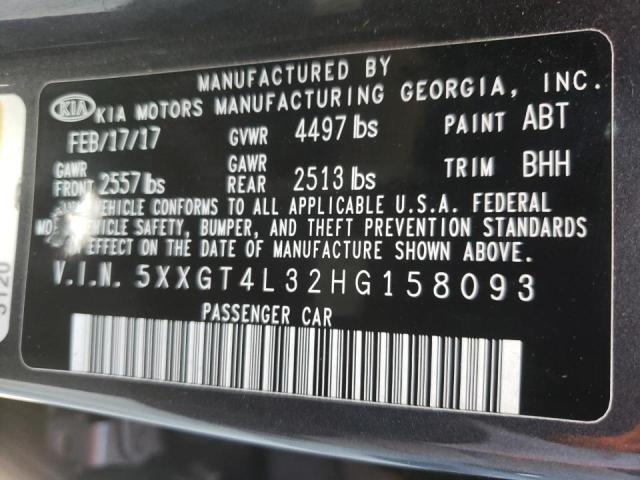 MANUFACTURED BY
KIA KIA MOTORS MANUFACTURING GEORGIA, INC.
FEB/17/17 GVWR 4497 lbs PAINT ABT
GAWR FRONT 2557 lbs GAWR REAR 2513 lbs TRIM BHH
VEHICLE CONFORMS TO ALL APPLICABLE U.S.A. FEDERAL
VEHICLE SAFETY, BUMPER, AND THEFT PREVENTION STANDARDS
IN EFFECT ON THE DATE OF MANUFACTURE SHOWN ABOVE.
V.I.N. 5XXGT4L32HG158093
PASSENGER CAR